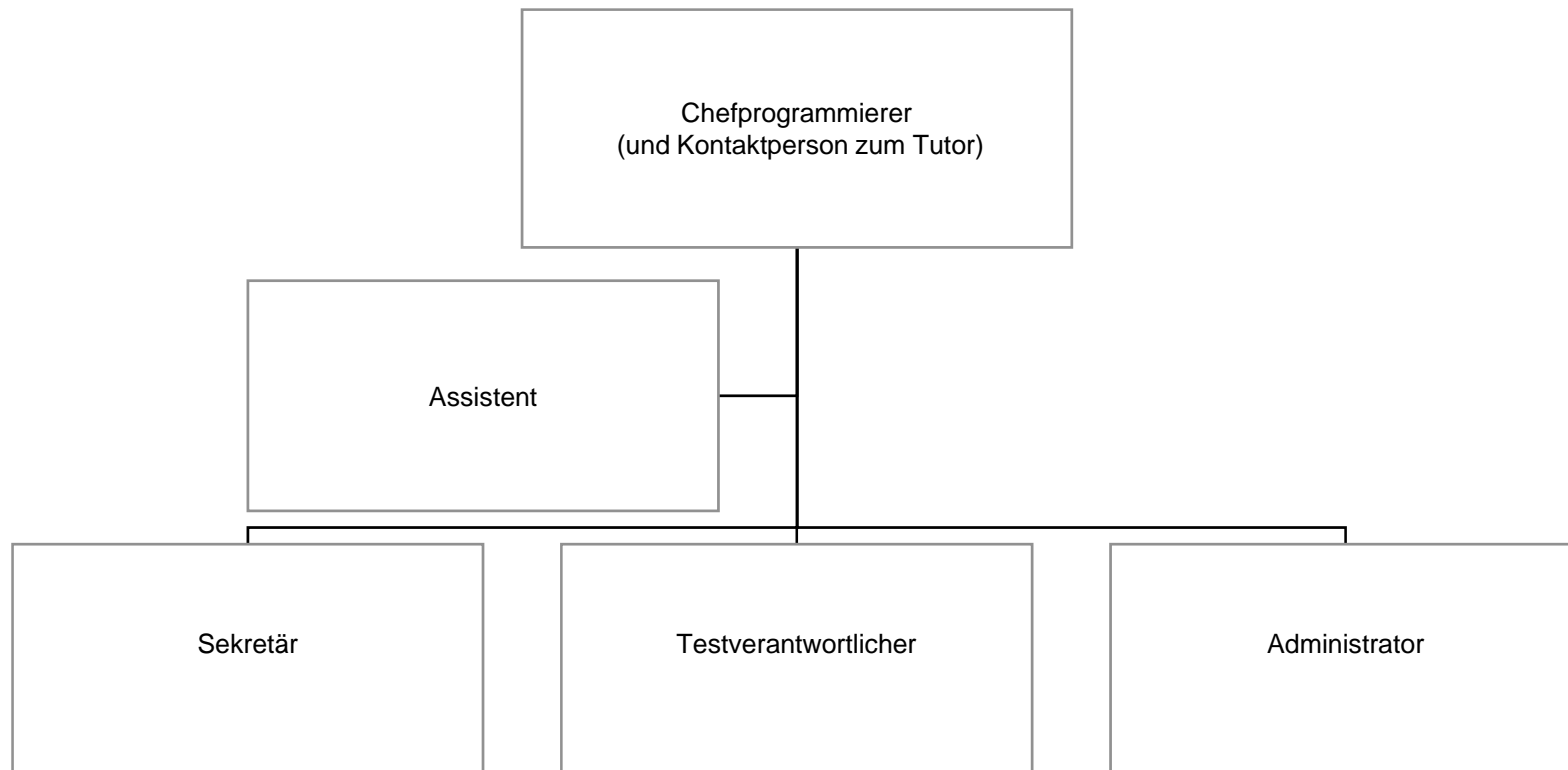 Chefprogrammierer
(und Kontaktperson zum Tutor)
Assistent
Sekretär
Testverantwortlicher
Administrator